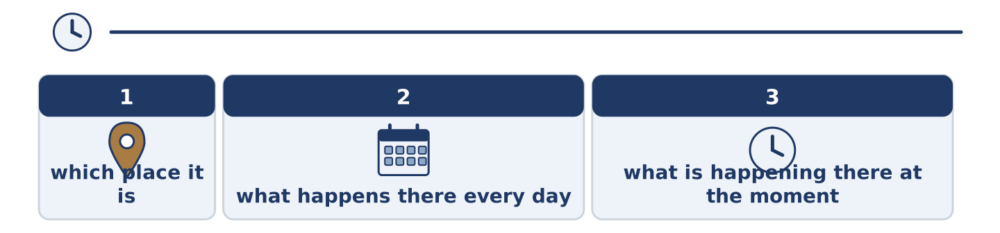 1
which place it
is
2
what happens there every day
3
what is happening there at
the moment